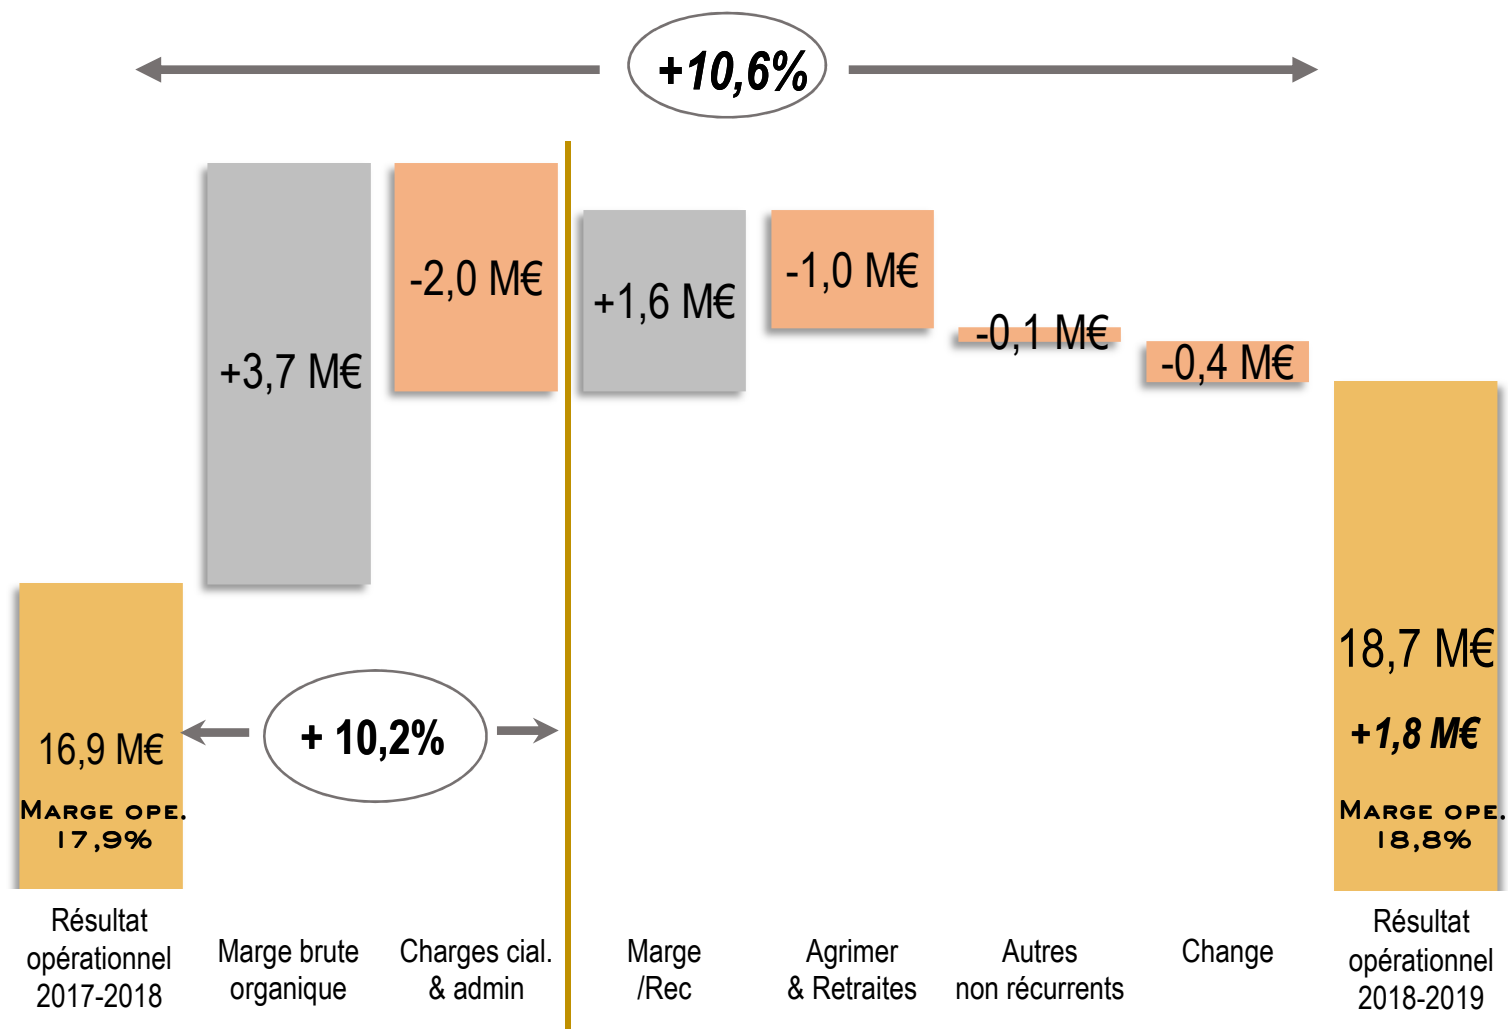 +10,6%
-2,0 M€
-1,0 M€
+1,6 M€
-0,1 M€
-0,4 M€
+3,7 M€
18,7 M€
+1,8 M€
16,9 M€
+ 10,2%
MARGE OPE.
17,9%
MARGE OPE.
18,8%
Résultat
opérationnel
2017-2018
Marge brute
organique
Charges cial.
& admin
Marge
/Rec
Agrimer
& Retraites
Autres
non récurrents
Change
Résultat
opérationnel
2018-2019